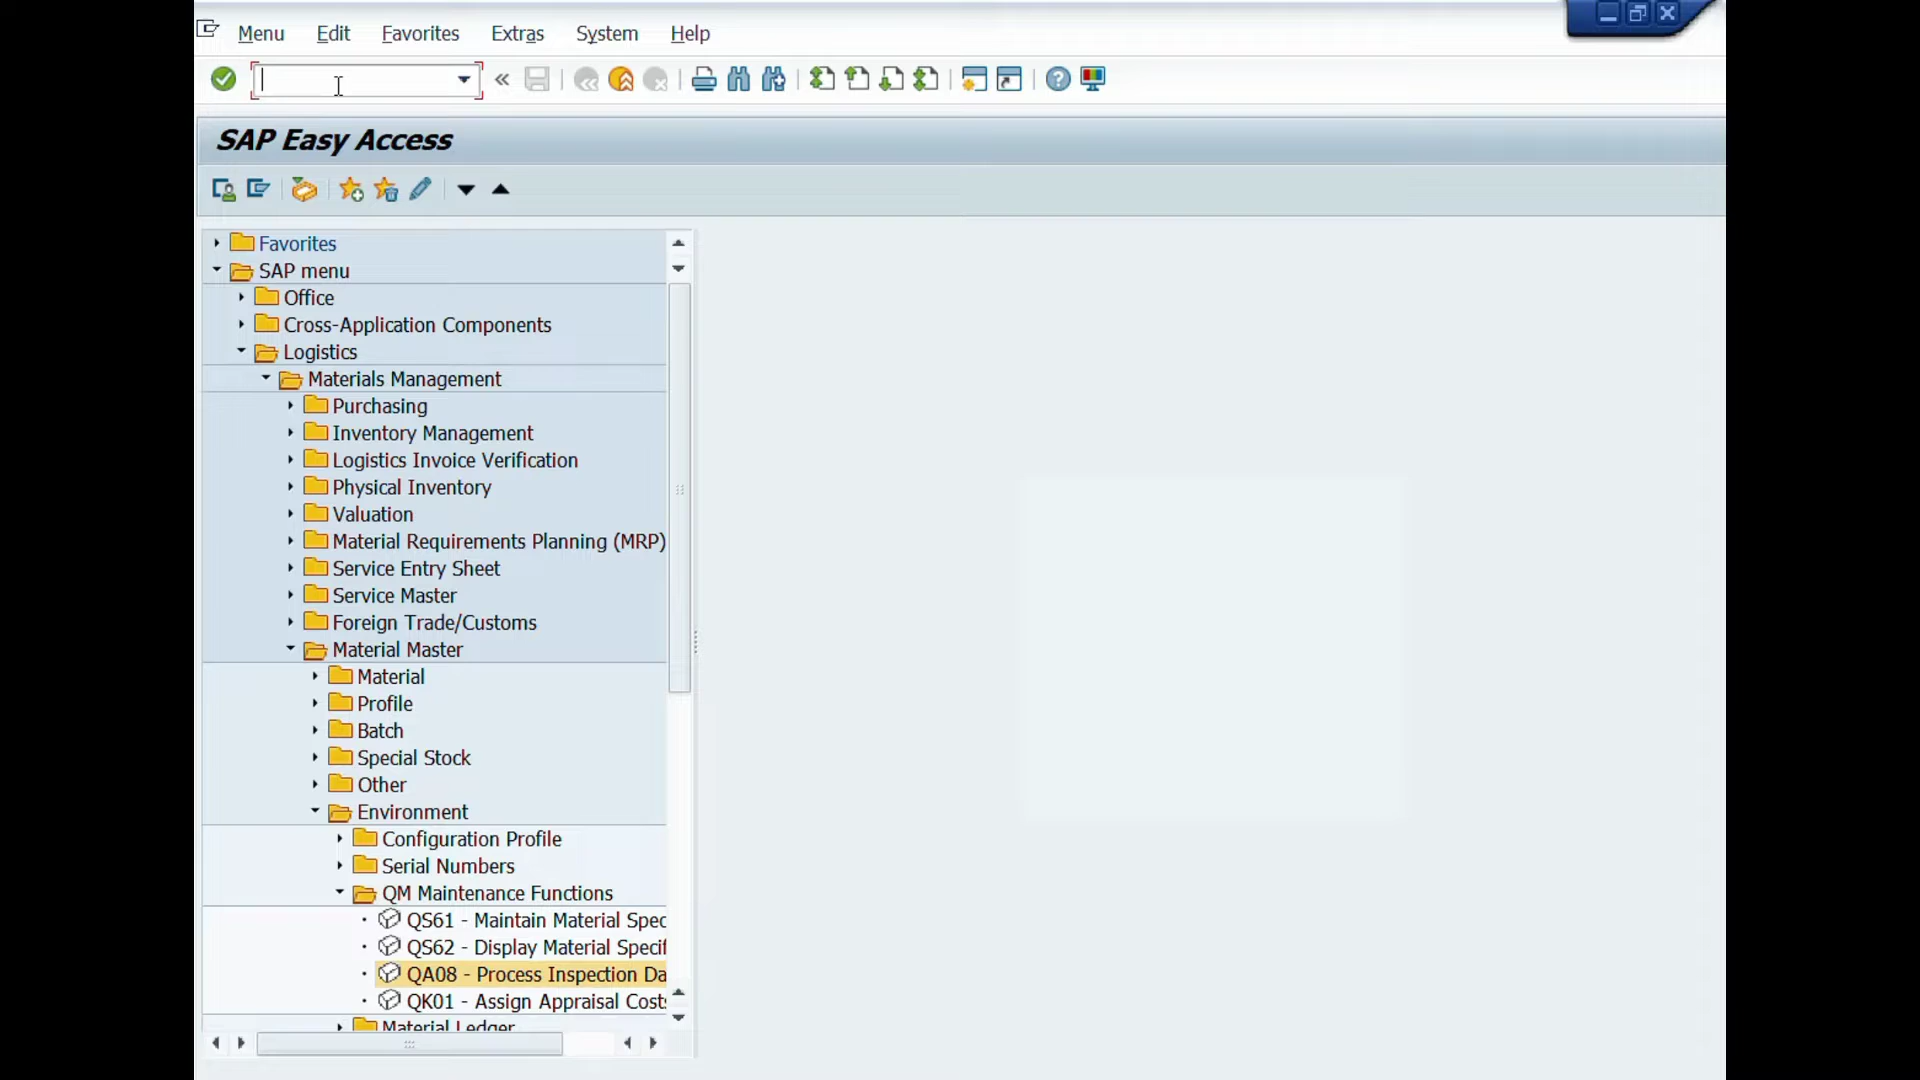 Menu Edit Favorites Extras System Help
SAP Easy Access
Favorites
SAP menu
Office
Cross-Application Components
Logistics
Materials Management
Purchasing
Inventory Management
Logistics Invoice Verification
Physical Inventory
Valuation
Material Requirements Planning (MRP)
Service Entry Sheet
Service Master
Foreign Trade/Customs
Material Master
Material
Profile
Batch
Special Stock
Other
Environment
Configuration Profile
Serial Numbers
QM Maintenance Functions
QS61 - Maintain Material Spec
QS62 - Display Material Specif
QA08 - Process Inspection Da
QK01 - Assign Appraisal Costs
Material Ledger